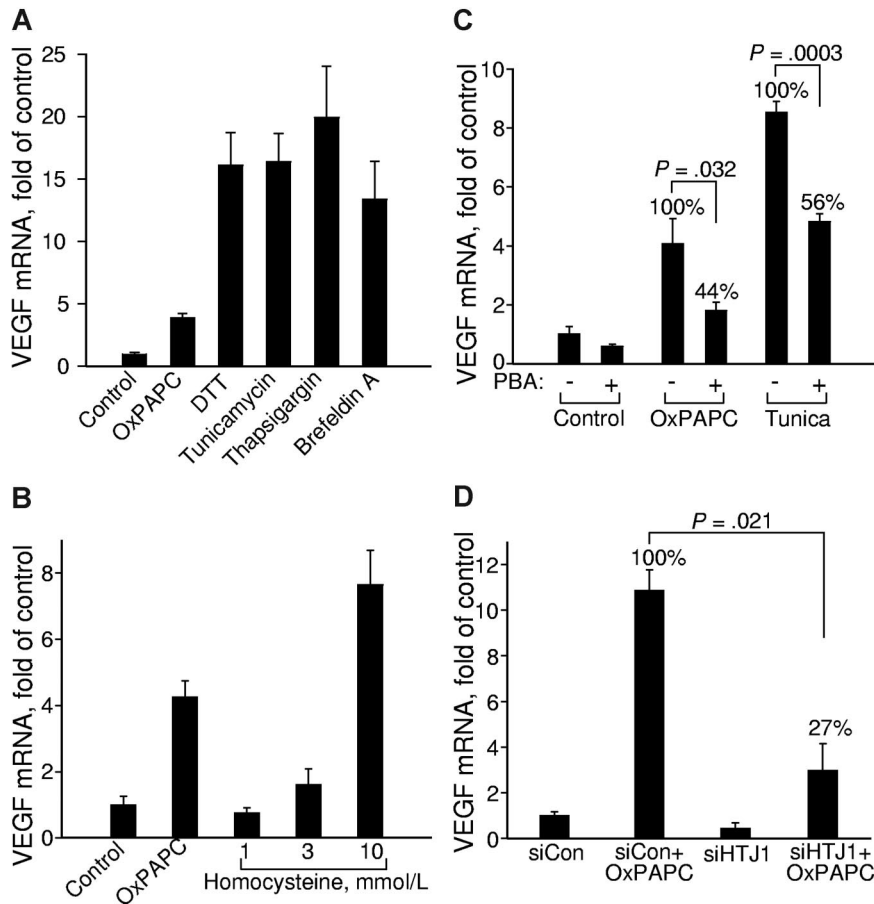 A
VEGF mRNA, fold of control
25
20
15
10
5
0
Control
OxPAPC
DTT
Tunicamycin
Thapsigargin
Brefeldin A
B
VEGF mRNA, fold of control
8
6
4
2
0
Control
OxPAPC
1 3 10
Homocysteine, mmol/L
C
VEGF mRNA, fold of control
10
8
6
4
2
0
P = .0003
100%
56%
P = .032
100%
44%
PBA: - + - + - +
Control OxPAPC Tunica
D
VEGF mRNA, fold of control
12
10
8
6
4
2
0
P = .021
100%
27%
siCon siCon+ siHTJ1 siHTJ1+
OxPAPC OxPAPC